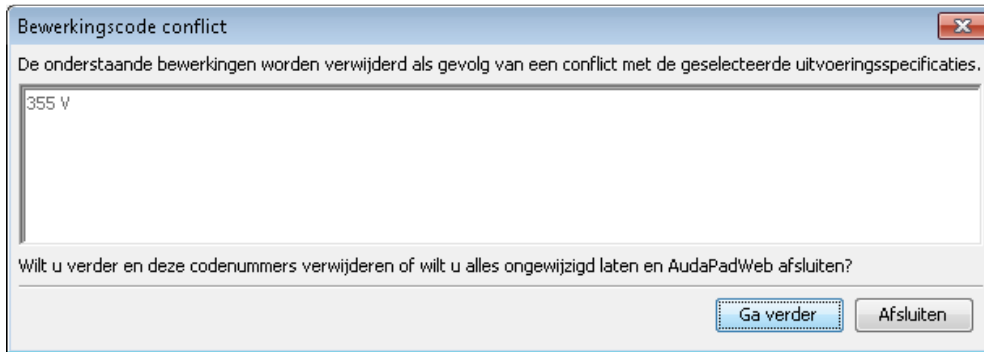 Bewerkingscode conflict
De onderstaande bewerkingen worden verwijderd als gevolg van een conflict met de geselecteerde uitvoeringsspecificaties.
355 V
Wilt u verder en deze codenummers verwijderen of wilt u alles ongewijzigd laten en AudaPadWeb afsluiten?
Ga verder Afsluiten